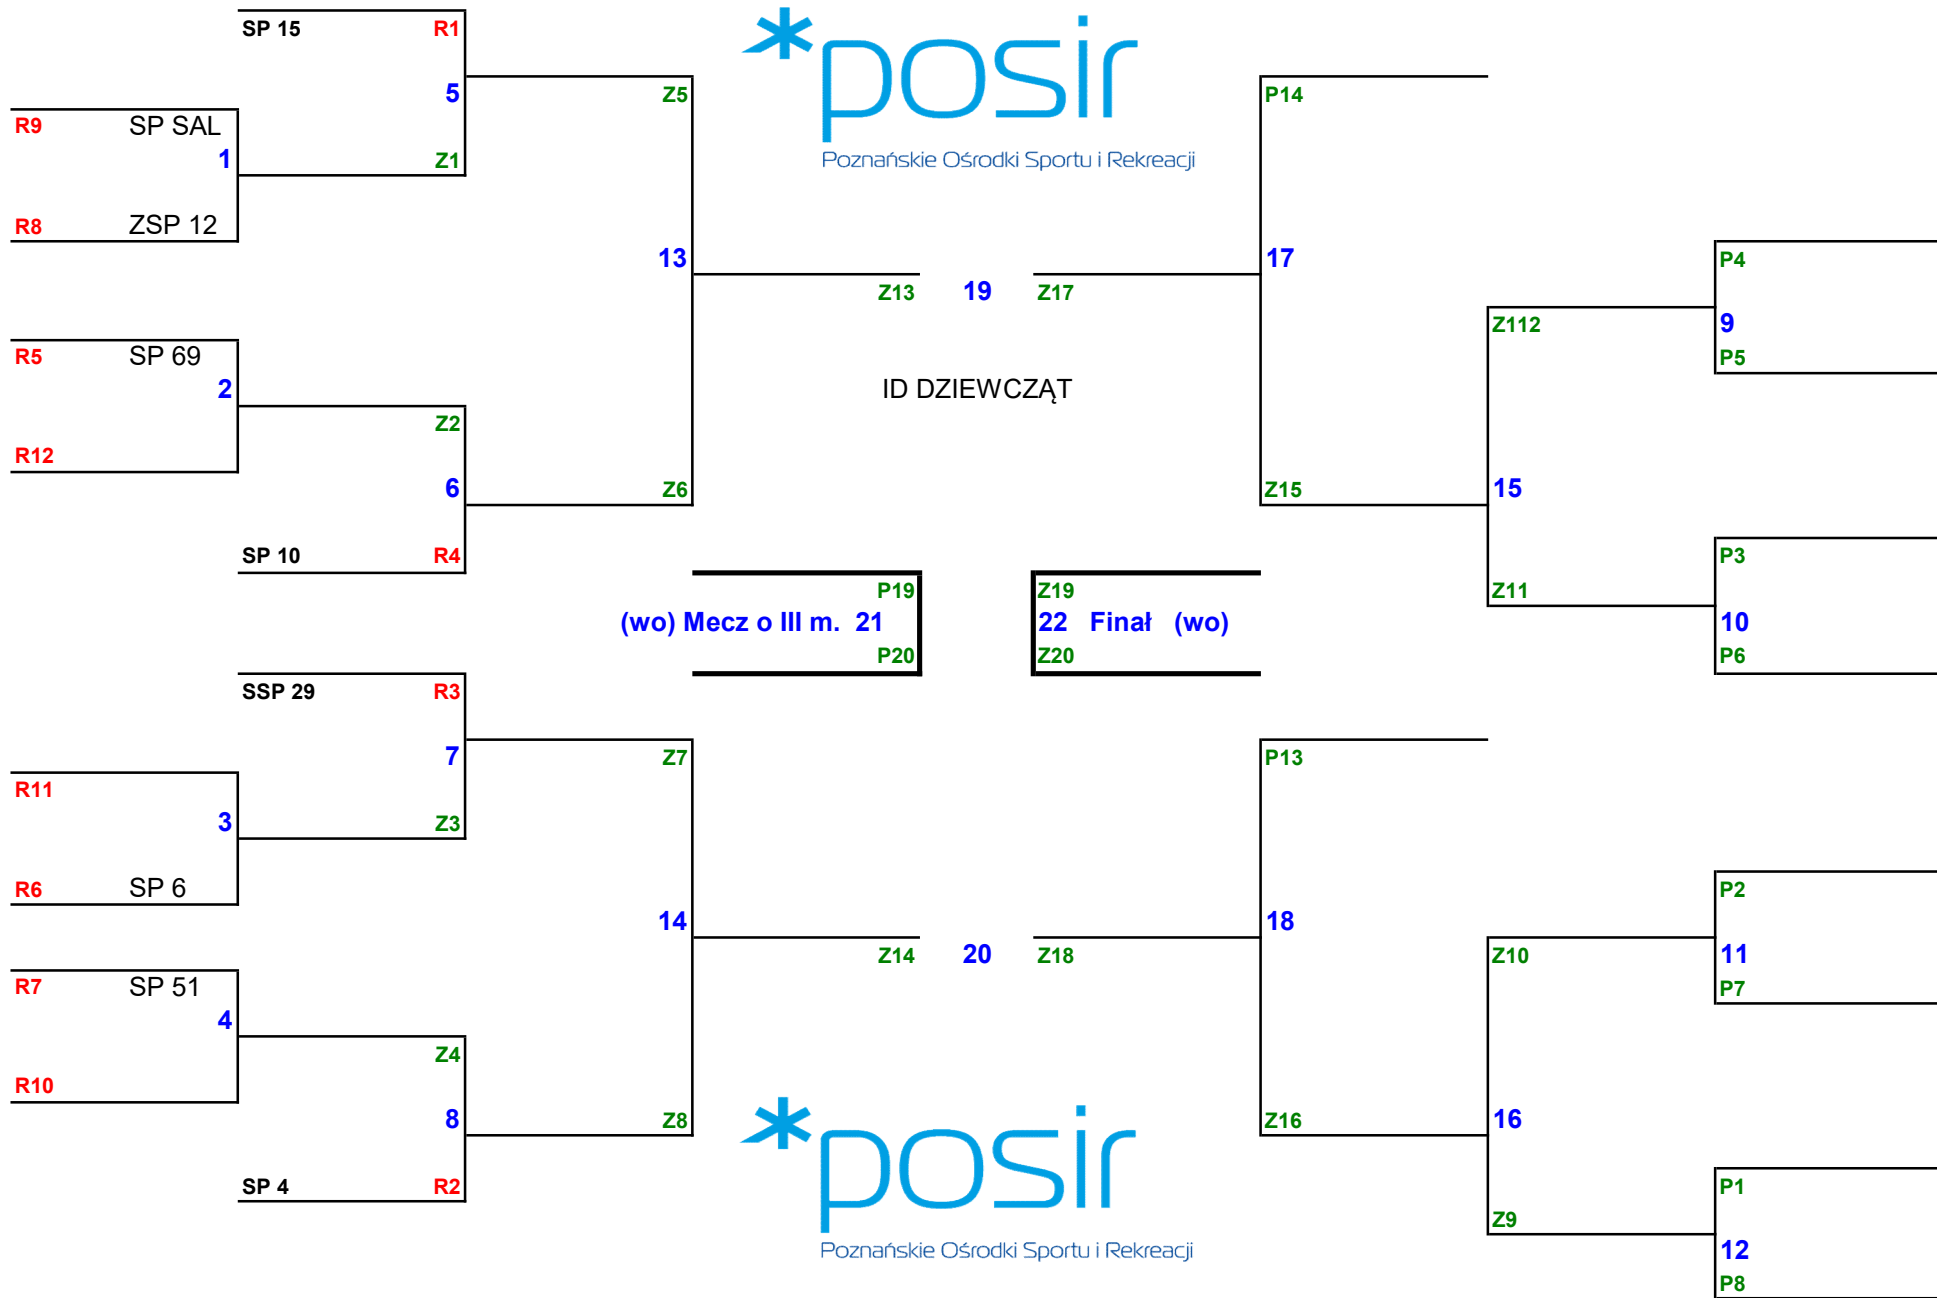 SP 15 R1
*posir
Poznańskie Ośrodki Sportu i Rekreacji
5 Z5 P14
R9 SP SAL
1 Z1
R8 ZSP 12
13 17 P4
Z13 19 Z17
Z112 9
R5 SP 69 P5
2 ID DZIEWCZĄT
Z2
R12
6 Z6 Z15 15
SP 10 R4 P3
P19 Z19 Z11
(wo) Mecz o III m. 21 22 Finał (wo) 10
P20 Z20 P6
SSP 29 R3
7 Z7 P13
R11
3 Z3
R6 SP 6 P2
14 18
Z14 20 Z18 Z10 11
R7 SP 51 P7
4
Z4
R10
8 Z8 Z16 16
*posir
SP 4 R2 P1
Z9
Poznańskie Ośrodki Sportu i Rekreacji 12
P8